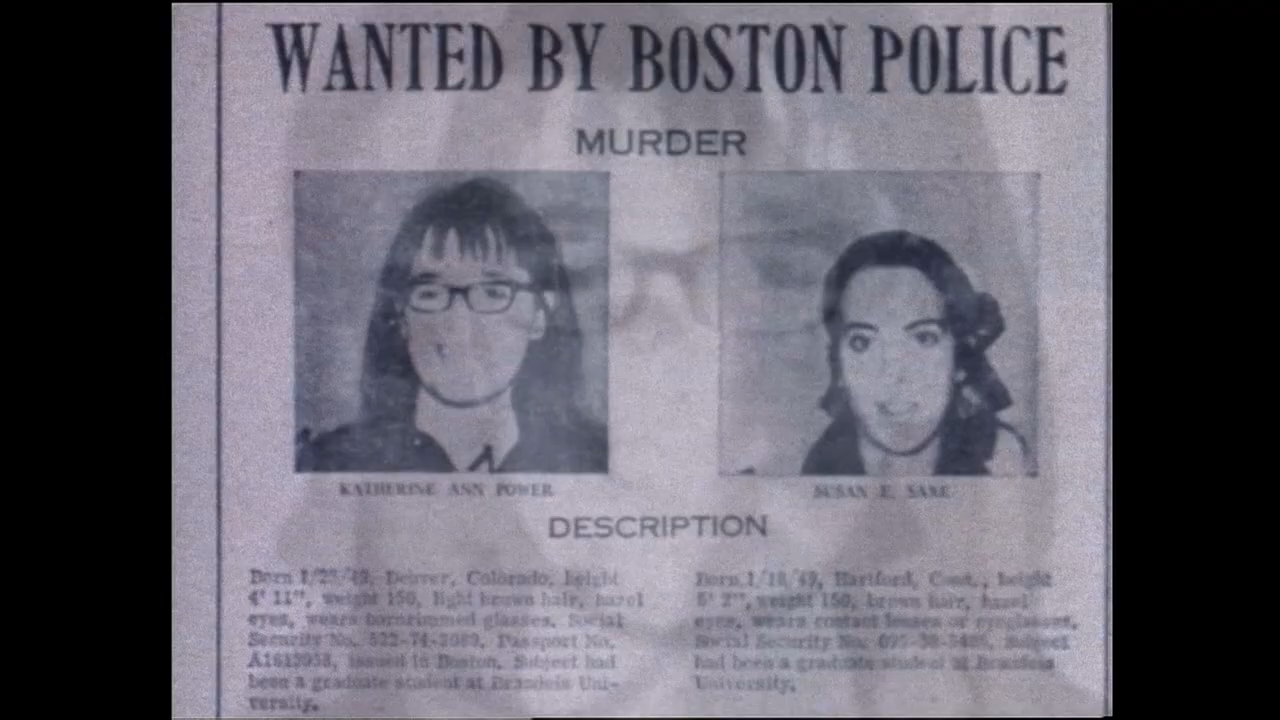 WANTED BY BOSTON POLICE
MURDER
KATHERINE ANN POWER
SUSAN E. SAXE
DESCRIPTION
Born, Denver, Colorado, height
4' 11", weight 150, light brown hair, hazel
eyes, wears hornrimmed glasses. Social
Security No. Passport No.
issued in Boston. Subject had
been a graduate student at Brandeis Uni-
versity.
Born 1/18/49, Hartford, Conn., height
5' 2", weight 150, brown hair, hazel
eyes, wears contact lenses or eyeglasses.
Social Security No. Subject
had been a graduate student at Brandeis
University.